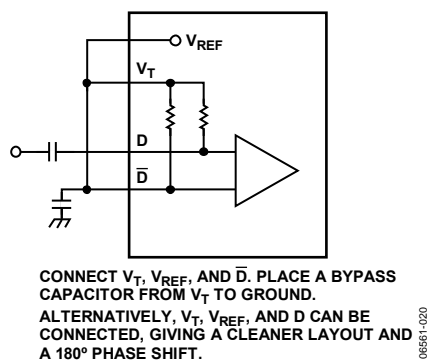 V_REF
V_T
D
D̅
CONNECT V_T, V_REF, AND D̅. PLACE A BYPASS
CAPACITOR FROM V_T TO GROUND.
ALTERNATIVELY, V_T, V_REF, AND D CAN BE
CONNECTED, GIVING A CLEANER LAYOUT AND
A 180º PHASE SHIFT.
06561-020